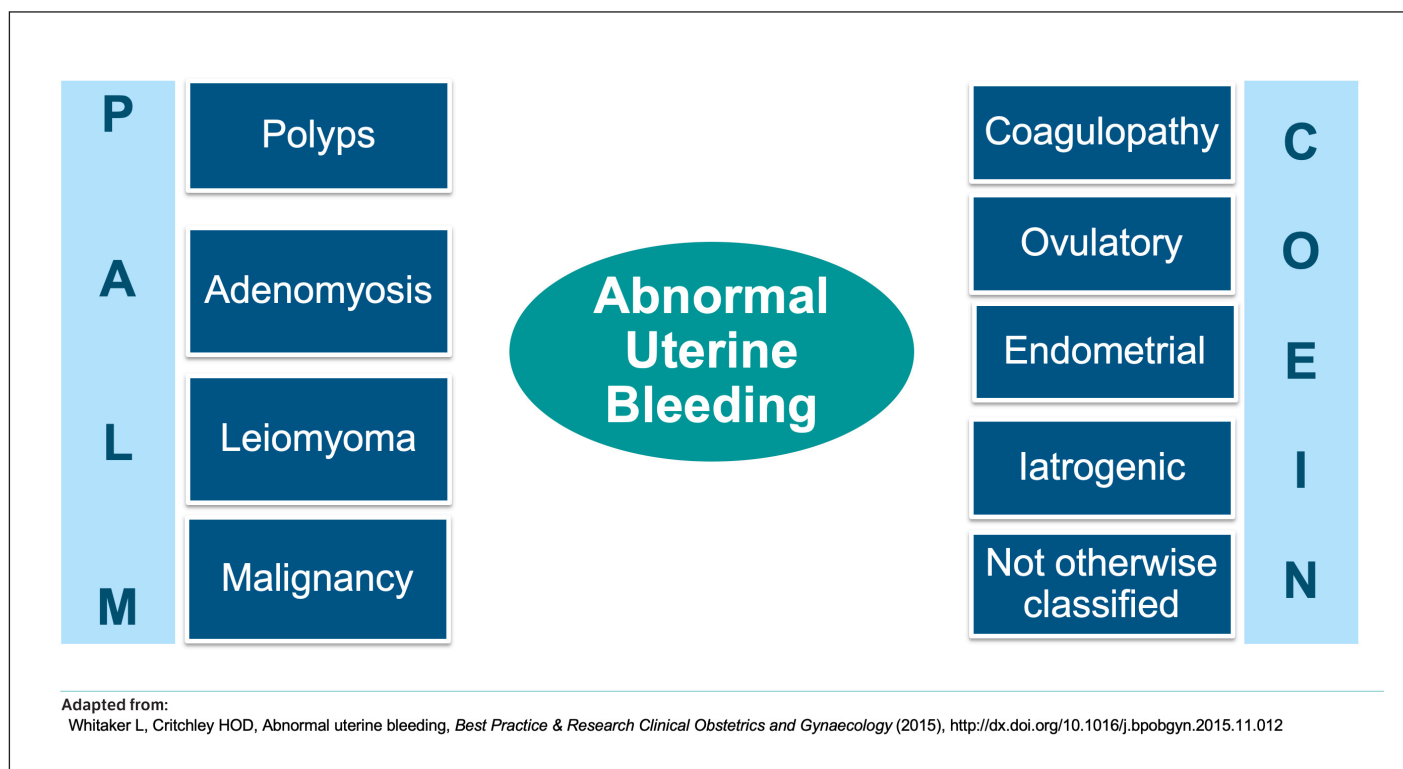 P
Polyps
A
Adenomyosis
L
Leiomyoma
M
Malignancy
Abnormal
Uterine
Bleeding
Coagulopathy
C
Ovulatory
O
Endometrial
E
Iatrogenic
I
Not otherwise
classified
N
Adapted from:
Whitaker L, Critchley HOD, Abnormal uterine bleeding, Best Practice & Research Clinical Obstetrics and Gynaecology (2015), http://dx.doi.org/10.1016/j.bpobgyn.2015.11.012